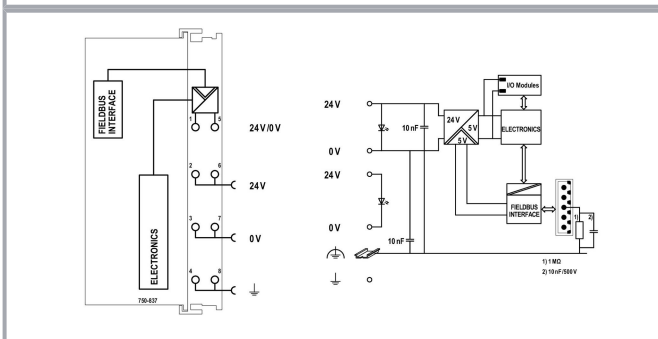 FIELDBUS
INTERFACE
1 5
24 V / 0 V
2 6
24 V
3 7
0 V
ELECTRONICS
4 8
750-837
24 V
10 nF
0 V
24 V
0 V
10 nF
24 V
5 V
5 V
I/O Modules
ELECTRONICS
FIELDBUS
INTERFACE
1)
2)
1) 1 MΩ
2) 10 nF/500 V